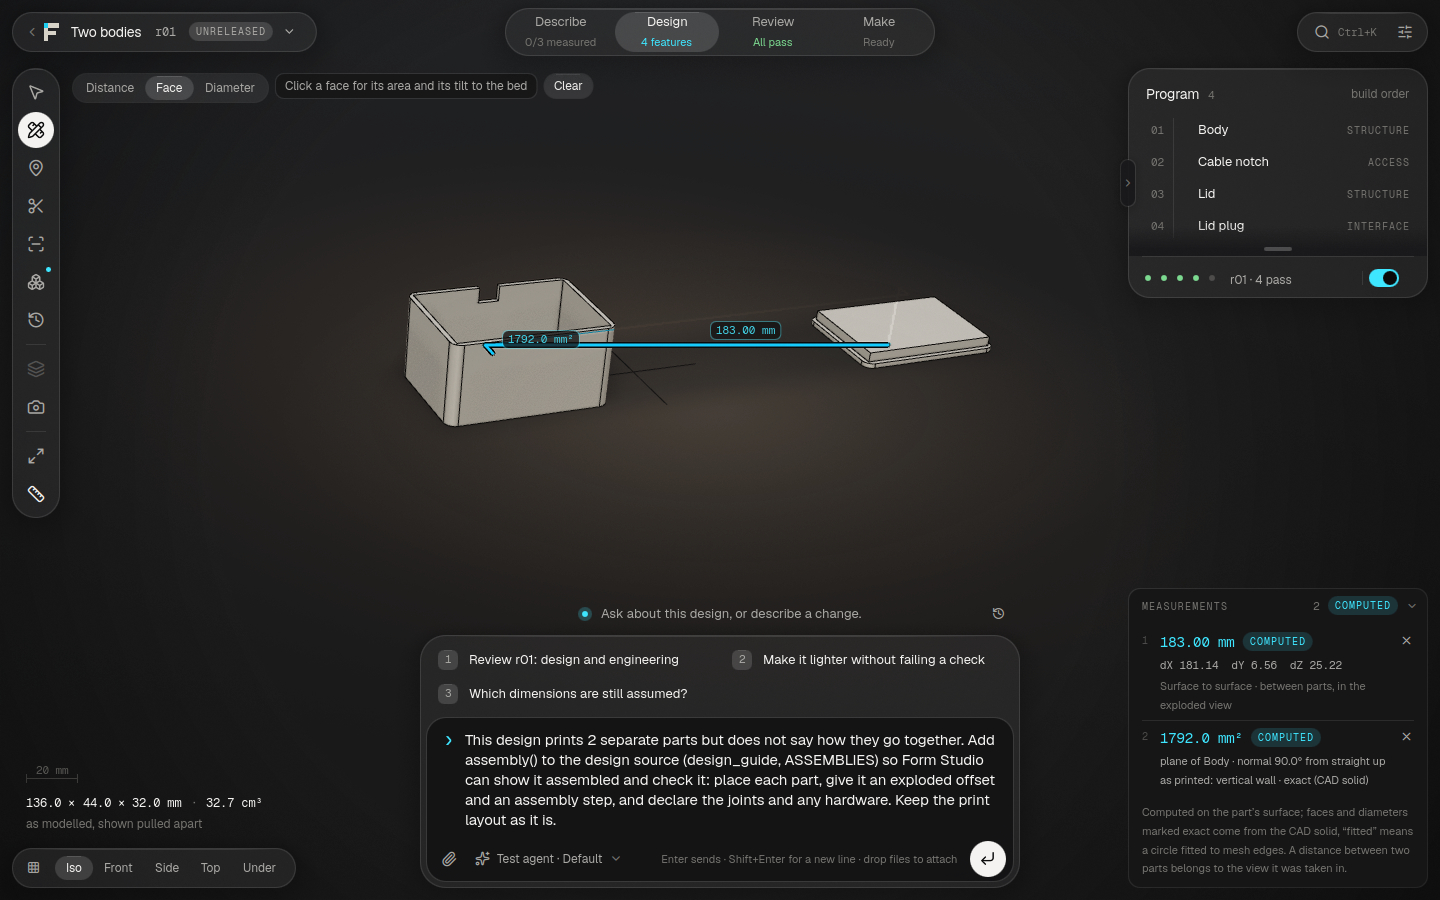 Two bodies r01 UNRELEASED
Describe
0/3 measured
Design
4 features
Review
All pass
Make
Ready
Ctrl+K
Distance Face Diameter Click a face for its area and its tilt to the bed Clear
Program 4 build order
01 Body STRUCTURE
02 Cable notch ACCESS
03 Lid STRUCTURE
04 Lid plug INTERFACE
r01 · 4 pass
183.00 mm
1792.0 mm²
Ask about this design, or describe a change.
1 Review r01: design and engineering 2 Make it lighter without failing a check
3 Which dimensions are still assumed?
This design prints 2 separate parts but does not say how they go together. Add
assembly() to the design source (design_guide, ASSEMBLIES) so Form Studio
can show it assembled and check it: place each part, give it an exploded offset
and an assembly step, and declare the joints and any hardware. Keep the print
layout as it is.
Test agent · Default Enter sends · Shift+Enter for a new line · drop files to attach
MEASUREMENTS 2 COMPUTED
1 183.00 mm COMPUTED
dX 181.14 dY 6.56 dZ 25.22
Surface to surface · between parts, in the
exploded view
2 1792.0 mm² COMPUTED
plane of Body · normal 90.0° from straight up
as printed: vertical wall · exact (CAD solid)
Computed on the part's surface; faces and diameters
marked exact come from the CAD solid, “fitted” means
a circle fitted to mesh edges. A distance between two
parts belongs to the view it was taken in.
20 mm
136.0 × 44.0 × 32.0 mm · 32.7 cm³
as modelled, shown pulled apart
Iso Front Side Top Under